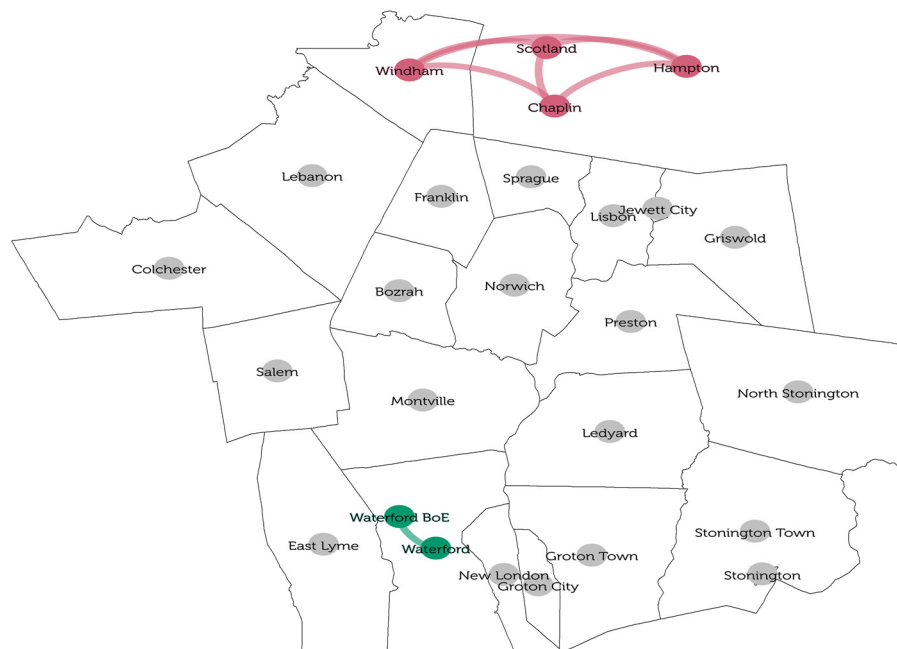 Scotland
Windham
Hampton
Chaplin
Lebanon
Sprague
Franklin
Jewett City
Lisbon
Griswold
Colchester
Norwich
Bozrah
Preston
Salem
North Stonington
Montville
Ledyard
Waterford BoE
Stonington Town
East Lyme
Waterford
Groton Town
New London
Stonington
Groton City